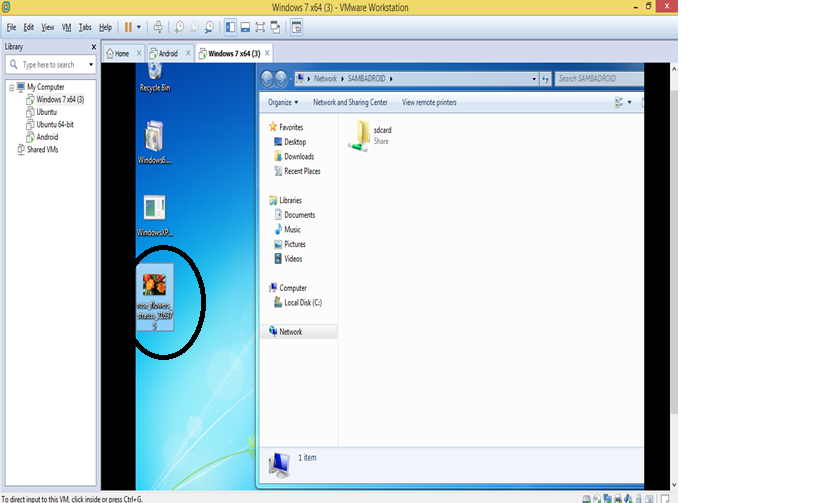 Windows 7 x64 (3) - VMware Workstation
File Edit View VM Tabs Help
Library x
Type here to search
My Computer
Windows 7 x64 (3)
Ubuntu
Ubuntu 64-bit
Android
Shared VMs
Home x Android x Windows 7 x64 (3) x
Recycle Bin
Windows6....
WindowsXP...
Network SAMBADROID
Search SAMBADROID
Organize Network and Sharing Center View remote printers
Favorites
Desktop
Downloads
Recent Places
Libraries
Documents
Music
Pictures
Videos
Computer
Local Disk (C:)
Network
sdcard
Share
1 item
To direct input to this VM, click inside or press Ctrl+G.